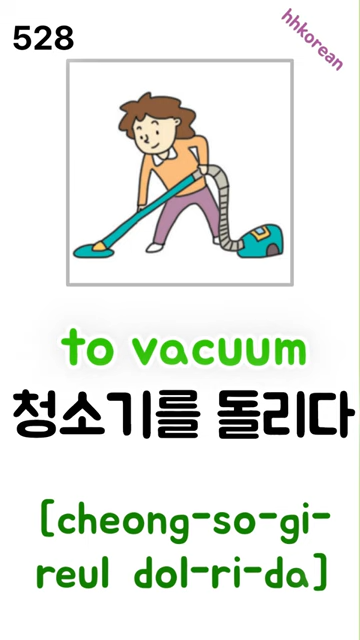 528
hhkorean
to vacuum
청소기를 돌리다
[cheong-so-gi-
reul dol-ri-da]